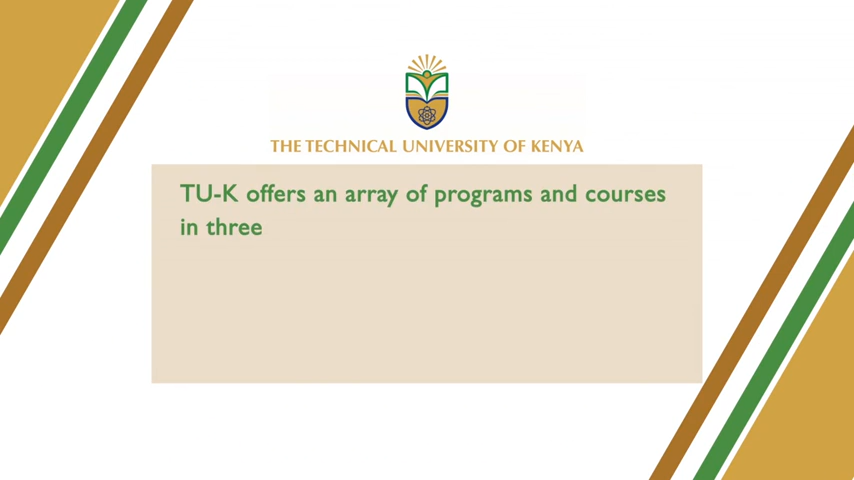 THE TECHNICAL UNIVERSITY OF KENYA
TU-K offers an array of programs and courses
in three